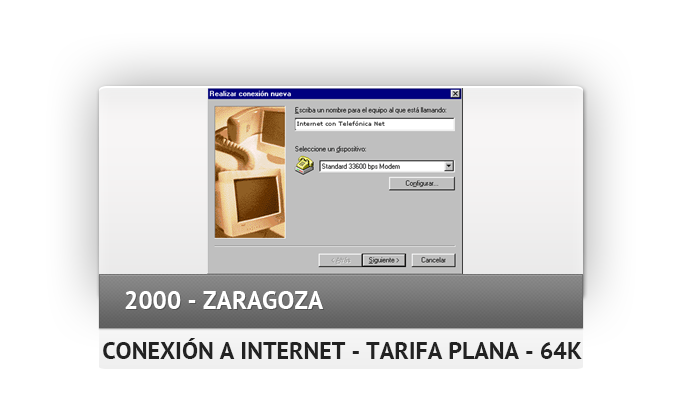 Realizar conexión nueva
Escriba un nombre para el equipo al que está llamando:
Internet con Telefónica Net
Seleccione un dispositivo:
Standard 33600 bps Modem
Configurar...
< Atrás
Siguiente >
Cancelar
2000 - ZARAGOZA
CONEXIÓN A INTERNET - TARIFA PLANA - 64K